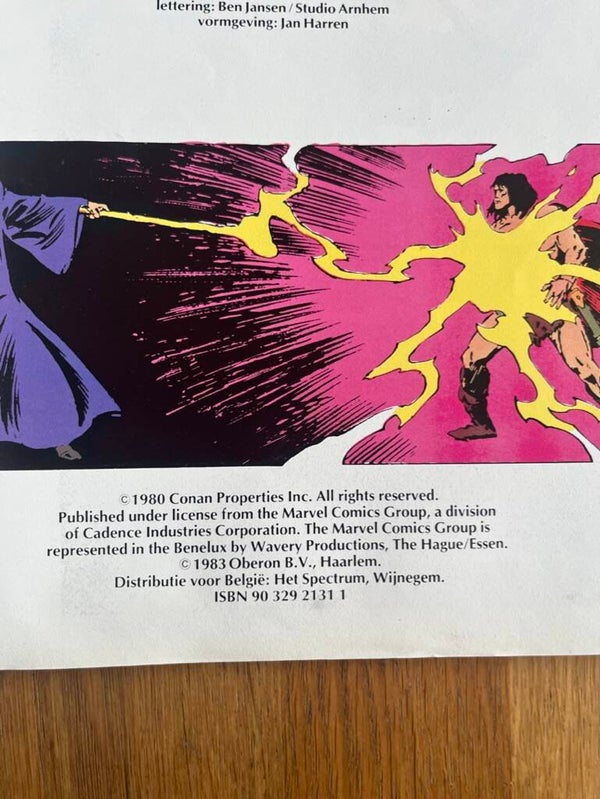 lettering: Ben Jansen / Studio Arnhem
vormgeving: Jan Harren
© 1980 Conan Properties Inc. All rights reserved.
Published under license from the Marvel Comics Group, a division
of Cadence Industries Corporation. The Marvel Comics Group is
represented in the Benelux by Wavery Productions, The Hague/Essen.
© 1983 Oberon B.V., Haarlem.
Distributie voor België: Het Spectrum, Wijnegem.
ISBN 90 329 2131 1